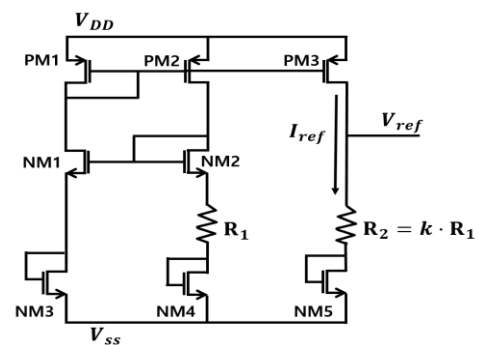 V_DD
PM1 PM2 PM3
I_ref V_ref
NM1 NM2
R_1 R_2 = k · R_1
NM3 NM4 NM5
V_ss